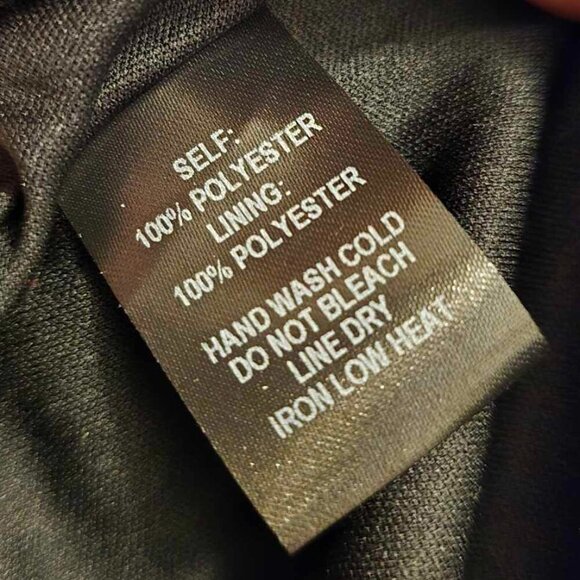 SELF:
100% POLYESTER
LINING:
100% POLYESTER
HAND WASH COLD
DO NOT BLEACH
LINE DRY
IRON LOW HEAT